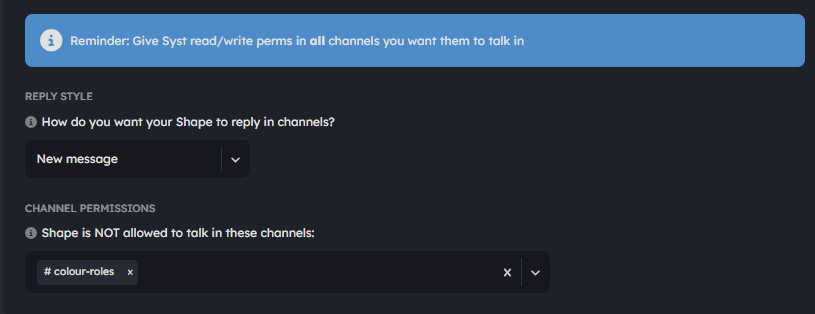 Reminder: Give Syst read/write perms in all channels you want them to talk in
REPLY STYLE
How do you want your Shape to reply in channels?
New message
CHANNEL PERMISSIONS
Shape is NOT allowed to talk in these channels:
# colour-roles x